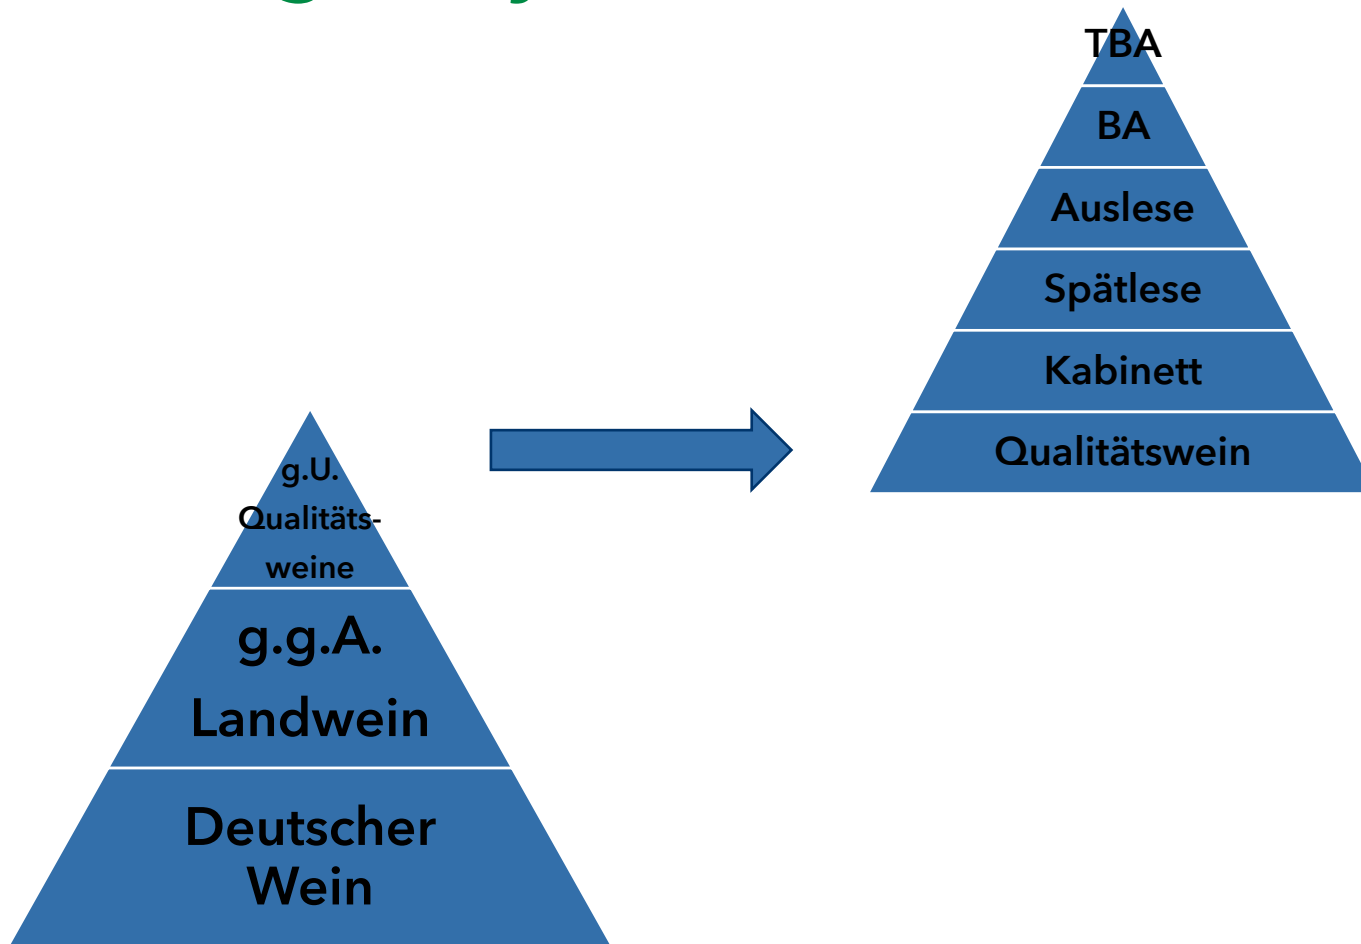 TBA
BA
Auslese
Spätlese
Kabinett
Qualitätswein
g.U.
Qualitäts-
weine
g.g.A.
Landwein
Deutscher
Wein